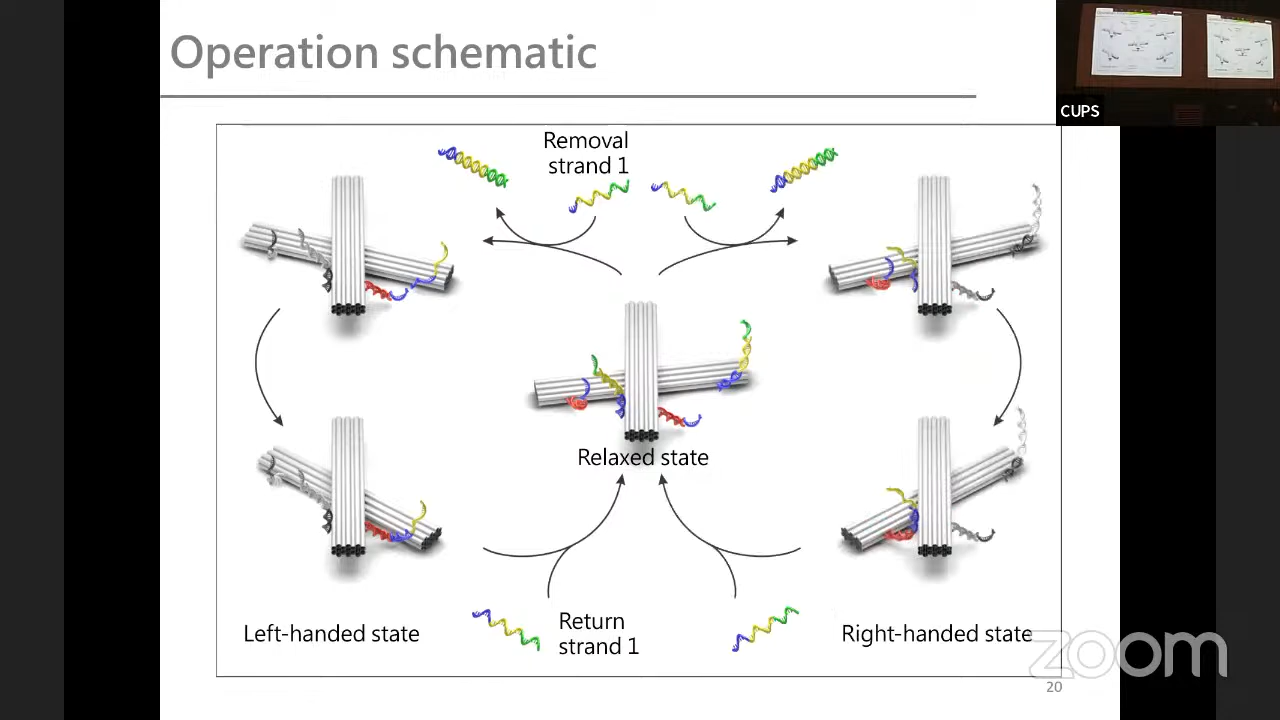 Operation schematic
CUPS
Removal
strand 1
Relaxed state
Return
strand 1
Left-handed state
Right-handed state
zoom
20